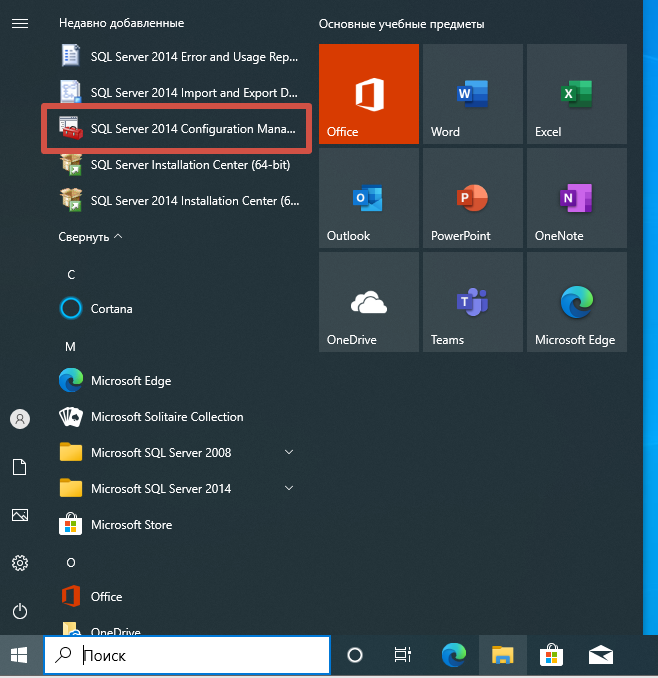 Недавно добавленные
SQL Server 2014 Error and Usage Rep...
SQL Server 2014 Import and Export D...
SQL Server 2014 Configuration Mana...
SQL Server Installation Center (64-bit)
SQL Server 2014 Installation Center (6...
Свернуть
C
Cortana
M
Microsoft Edge
Microsoft Solitaire Collection
Microsoft SQL Server 2008
Microsoft SQL Server 2014
Microsoft Store
O
Office
OneDrive
Основные учебные предметы
Office
Word
Excel
Outlook
PowerPoint
OneNote
OneDrive
Teams
Microsoft Edge
Поиск